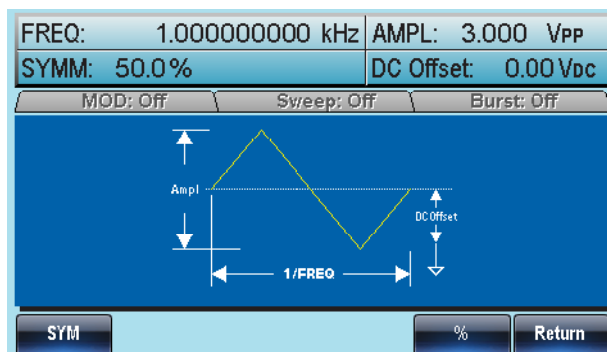 FREQ: 1.000000000 kHz AMPL: 3.000 VPP
SYMM: 50.0% DC Offset: 0.00 VDC
MOD: Off Sweep: Off Burst: Off
Ampl
DC Offset
1/FREQ
SYM % Return